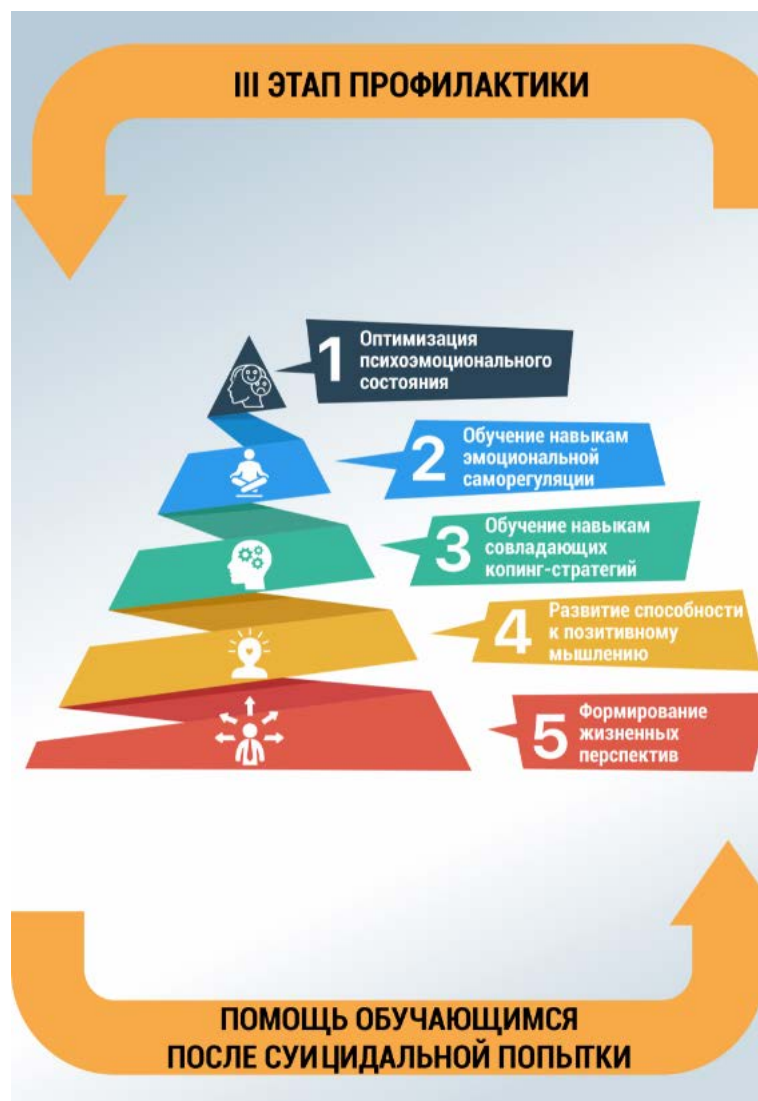 III ЭТАП ПРОФИЛАКТИКИ
1
Оптимизация
психоэмоционального
состояния
2
Обучение навыкам
эмоциональной
саморегуляции
3
Обучение навыкам
совладающих
копинг-стратегий
4
Развитие способности
к позитивному
мышлению
5
Формирование
жизненных
перспектив
ПОМОЩЬ ОБУЧАЮЩИМСЯ
ПОСЛЕ СУИЦИДАЛЬНОЙ ПОПЫТКИ